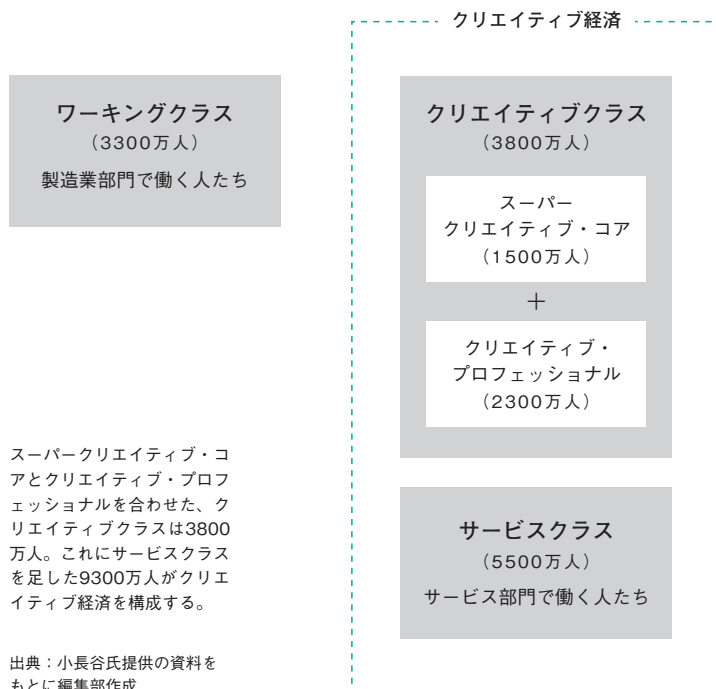 クリエイティブ経済
ワーキングクラス
（3300万人）
製造業部門で働く人たち
クリエイティブクラス
（3800万人）
スーパー
クリエイティブ・コア
（1500万人）
＋
クリエイティブ・
プロフェッショナル
（2300万人）
サービスクラス
（5500万人）
サービス部門で働く人たち
スーパークリエイティブ・コ
アとクリエイティブ・プロフ
ェッショナルを合わせた、ク
リエイティブクラスは3800
万人。これにサービスクラス
を足した9300万人がクリエ
イティブ経済を構成する。
出典：小長谷氏提供の資料を
もとに編集部作成